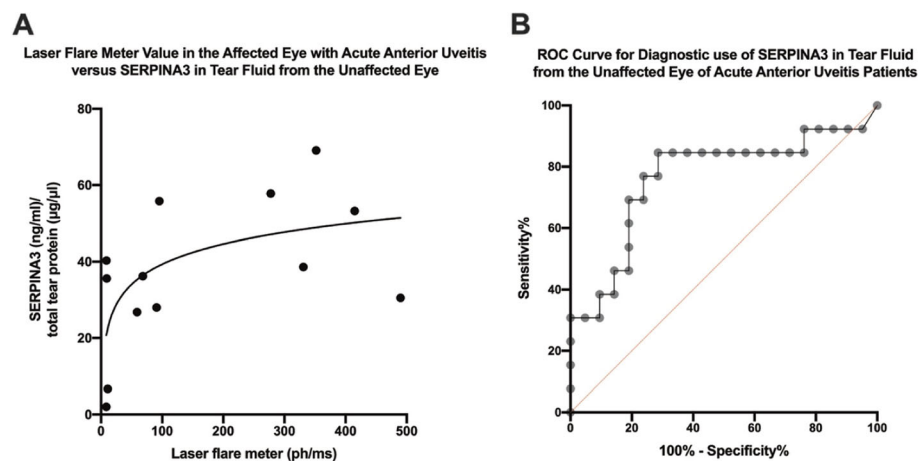 A
Laser Flare Meter Value in the Affected Eye with Acute Anterior Uveitis
versus SERPINA3 in Tear Fluid from the Unaffected Eye
80
60
40
20
0
SERPINA3 (ng/ml)/
total tear protein (µg/µl)
0 100 200 300 400 500
Laser flare meter (ph/ms)
B
ROC Curve for Diagnostic use of SERPINA3 in Tear Fluid
from the Unaffected Eye of Acute Anterior Uveitis Patients
100
80
60
40
20
0
Sensitivity%
0 20 40 60 80 100
100% - Specificity%